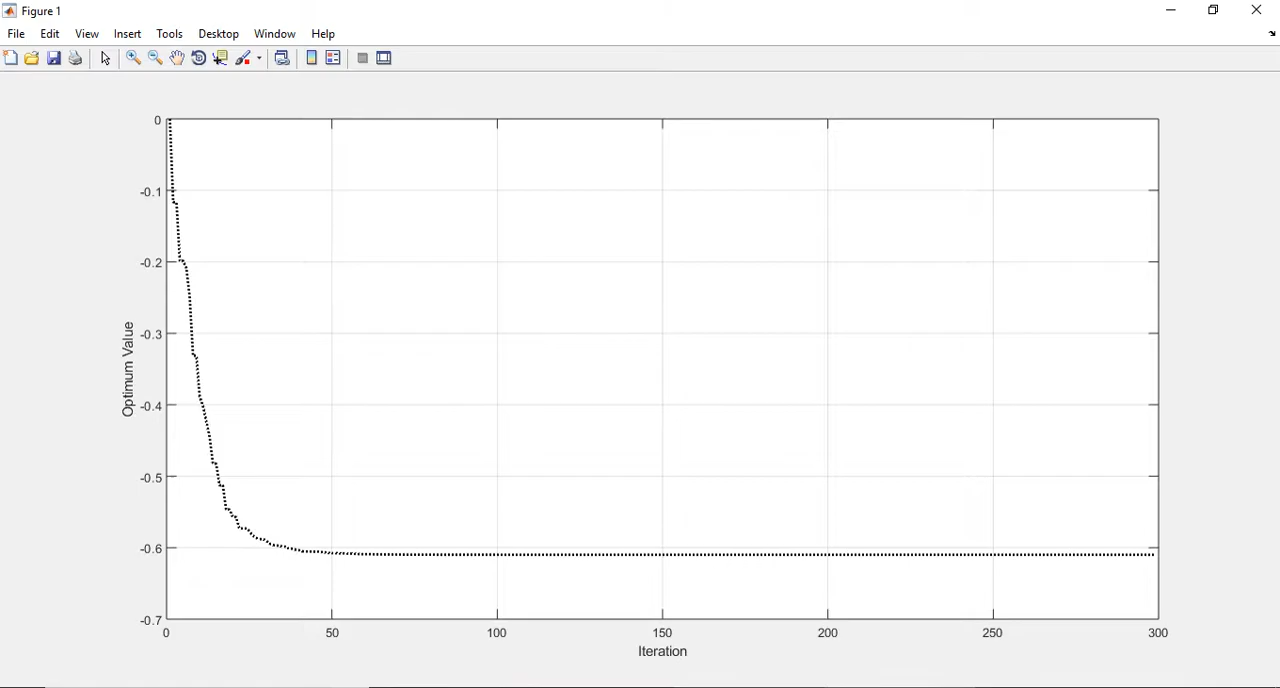 Figure 1
File Edit View Insert Tools Desktop Window Help
0
-0.1
-0.2
-0.3
-0.4
-0.5
-0.6
-0.7
Optimum Value
0 50 100 150 200 250 300
Iteration